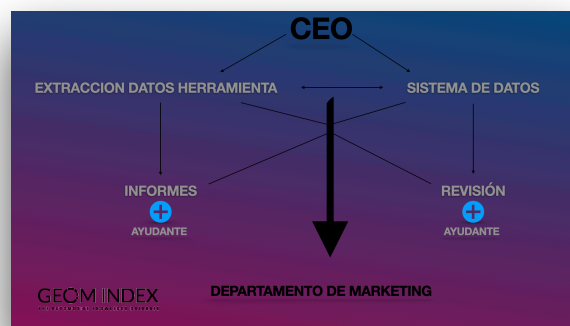 CEO
EXTRACCION DATOS HERRAMIENTA
SISTEMA DE DATOS
INFORMES
REVISIÓN
AYUDANTE
AYUDANTE
DEPARTAMENTO DE MARKETING
GEOM INDEX